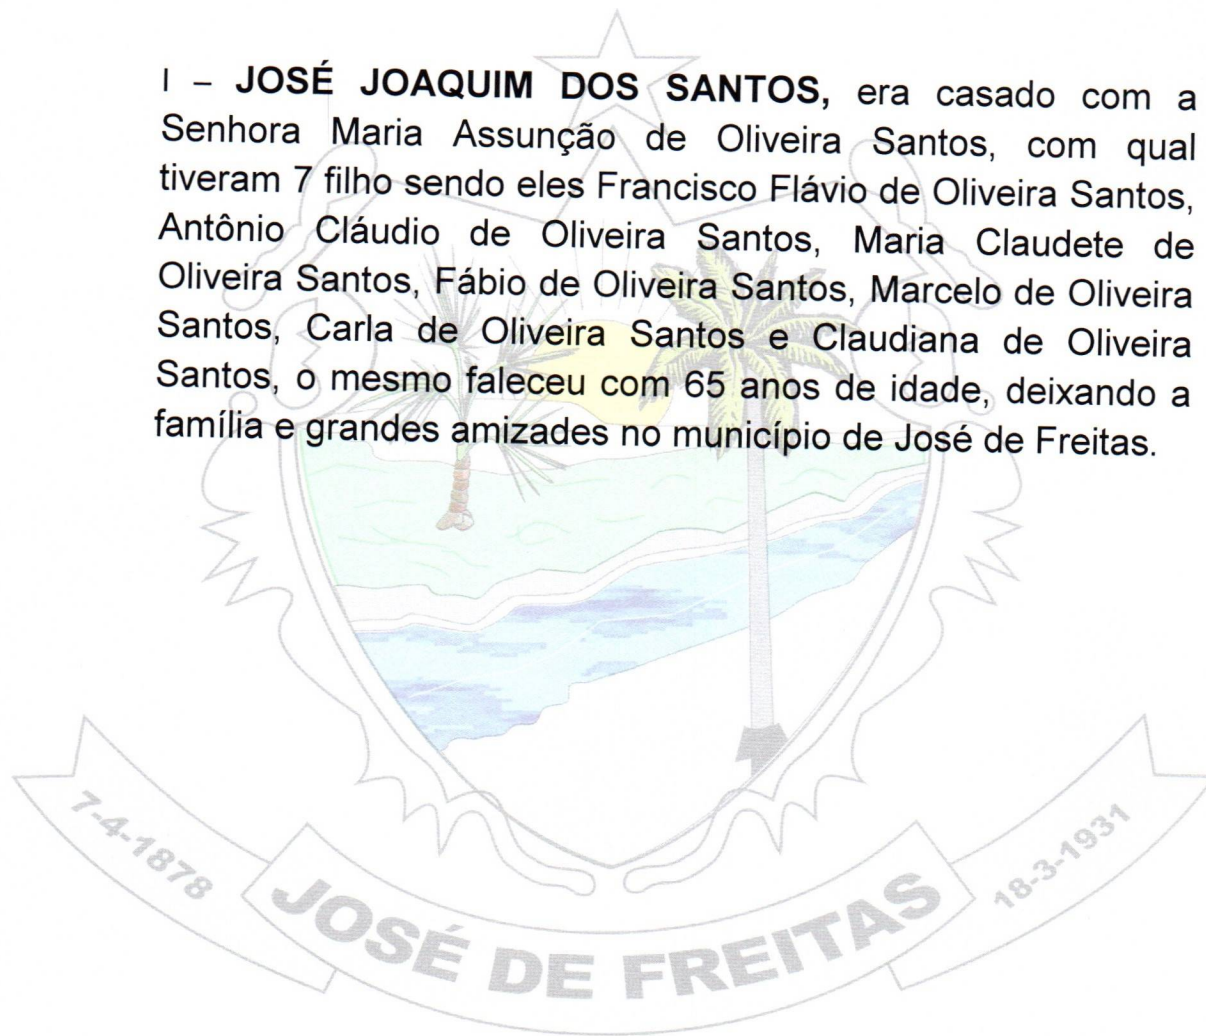 I – JOSÉ JOAQUIM DOS SANTOS, era casado com a
Senhora Maria Assunção de Oliveira Santos, com qual
tiveram 7 filho sendo eles Francisco Flávio de Oliveira Santos,
Antônio Cláudio de Oliveira Santos, Maria Claudete de
Oliveira Santos, Fábio de Oliveira Santos, Marcelo de Oliveira
Santos, Carla de Oliveira Santos e Claudiana de Oliveira
Santos, o mesmo faleceu com 65 anos de idade, deixando a
família e grandes amizades no município de José de Freitas.
7-4-1878
JOSÉ DE FREITAS
18-3-1931